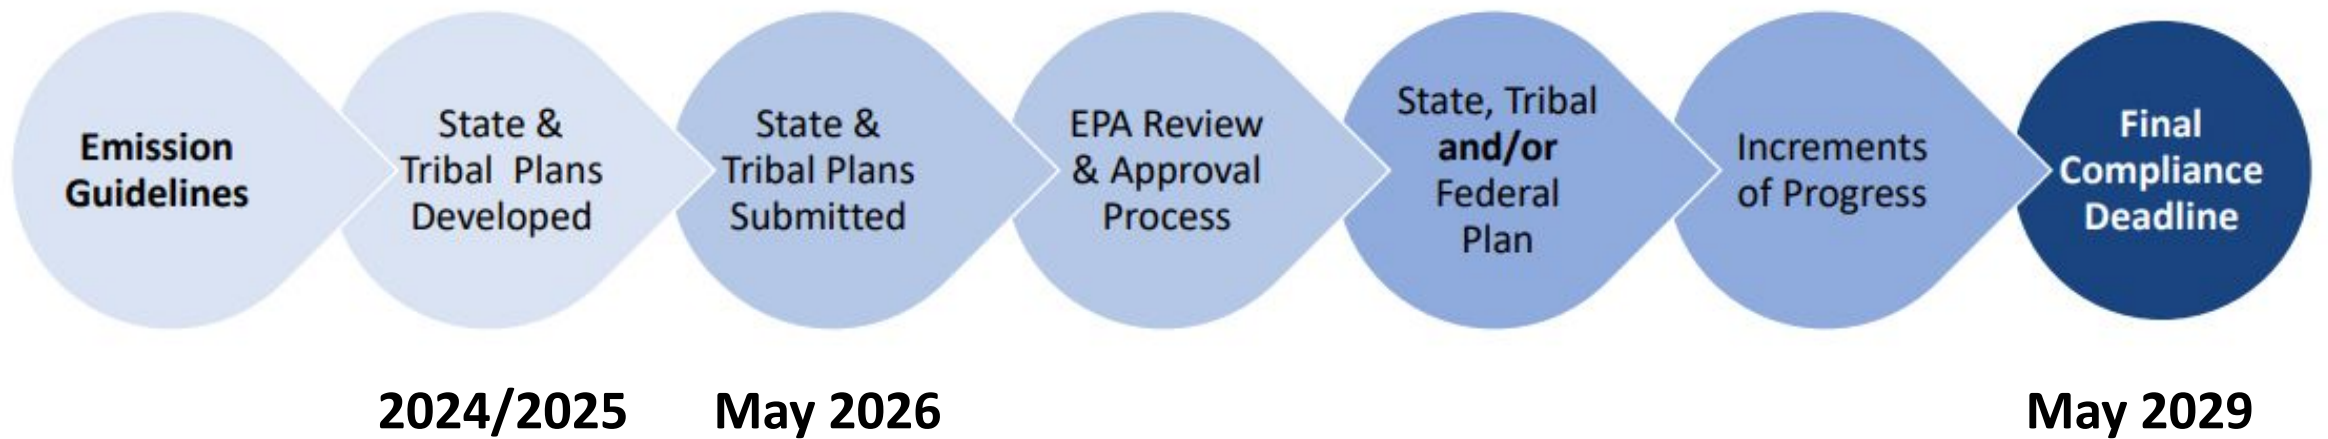 Emission
Guidelines
State &
Tribal Plans
Developed
State &
Tribal Plans
Submitted
EPA Review
& Approval
Process
State, Tribal
and/or
Federal
Plan
Increments
of Progress
Final
Compliance
Deadline
2024/2025
May 2026
May 2029